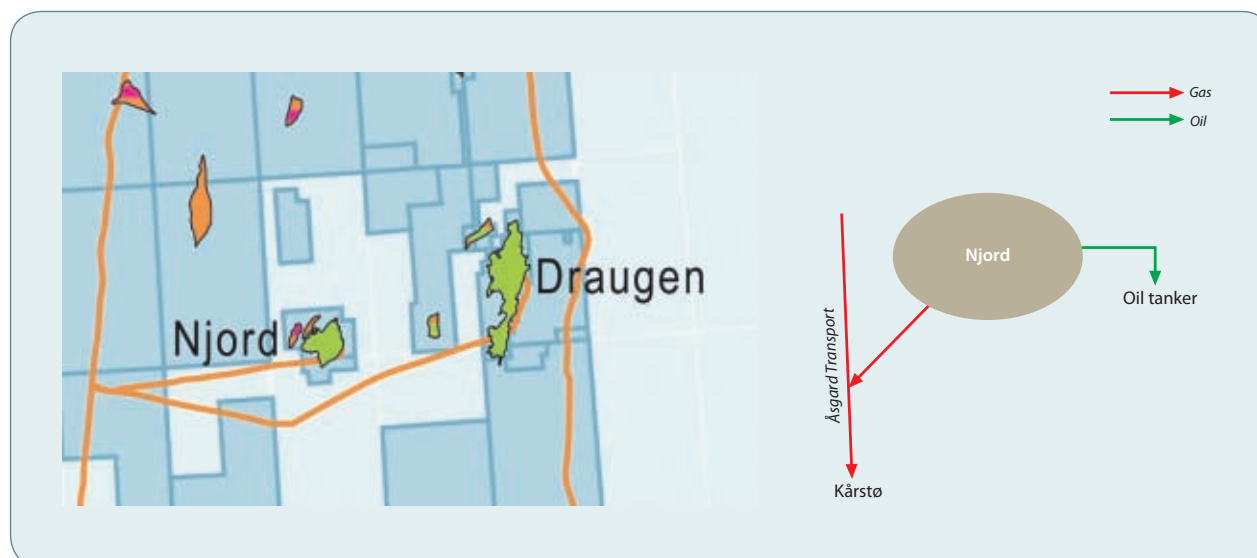 Njord
Draugen
Gas
Oil
Njord
Oil tanker
Åsgard Transport
Kårstø